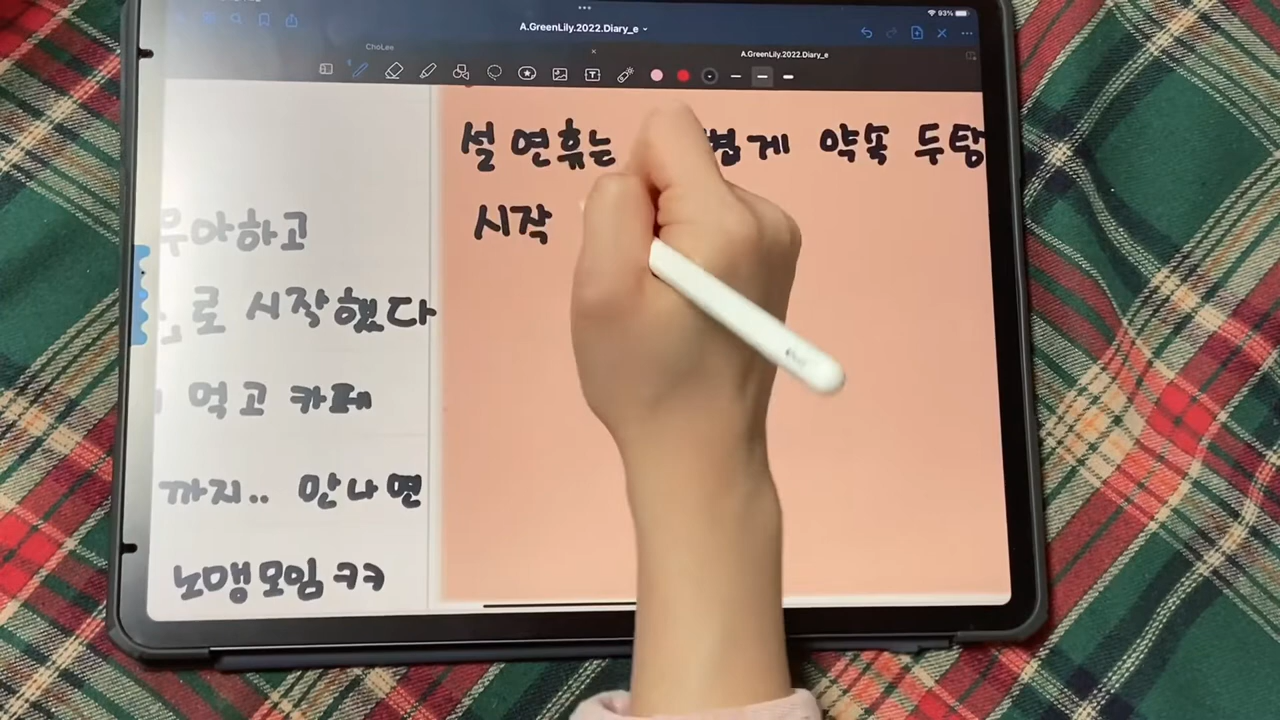 93%
A.GreenLily.2022.Diary_e
ChoLee
A.GreenLily.2022.Diary_e
설 연휴는 게 약속 두탕
시작
우아하고
로 시작했다
먹고 카페
까지.. 만나면
노맹모임 ㅋㅋ